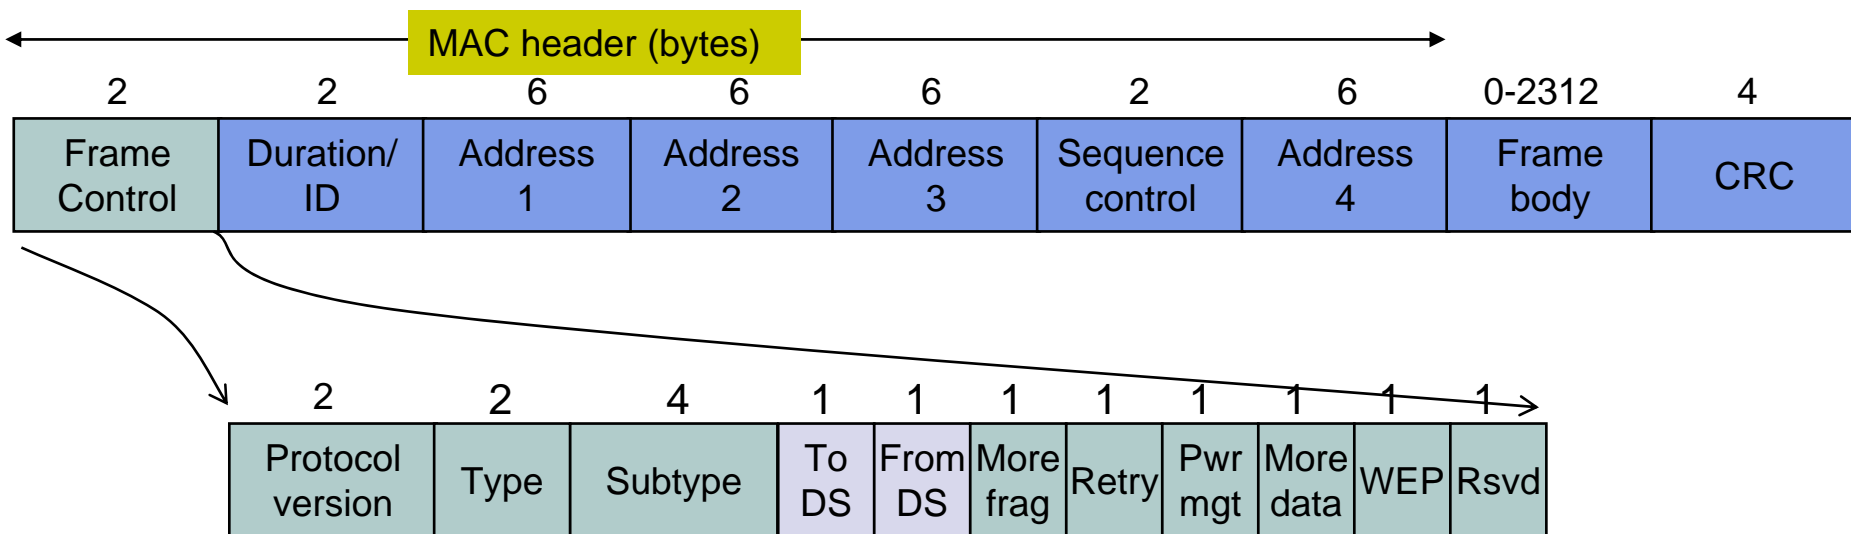 MAC header (bytes)
2 2 6 6 6 2 6 0-2312 4
Frame Duration/ Address Address Address Sequence Address Frame CRC
Control ID 1 2 3 control 4 body
2 2 4 1 1 1 1 1 1 1 1
Protocol Type Subtype To From More Retry Pwr More WEP Rsvd
version DS DS frag mgt data